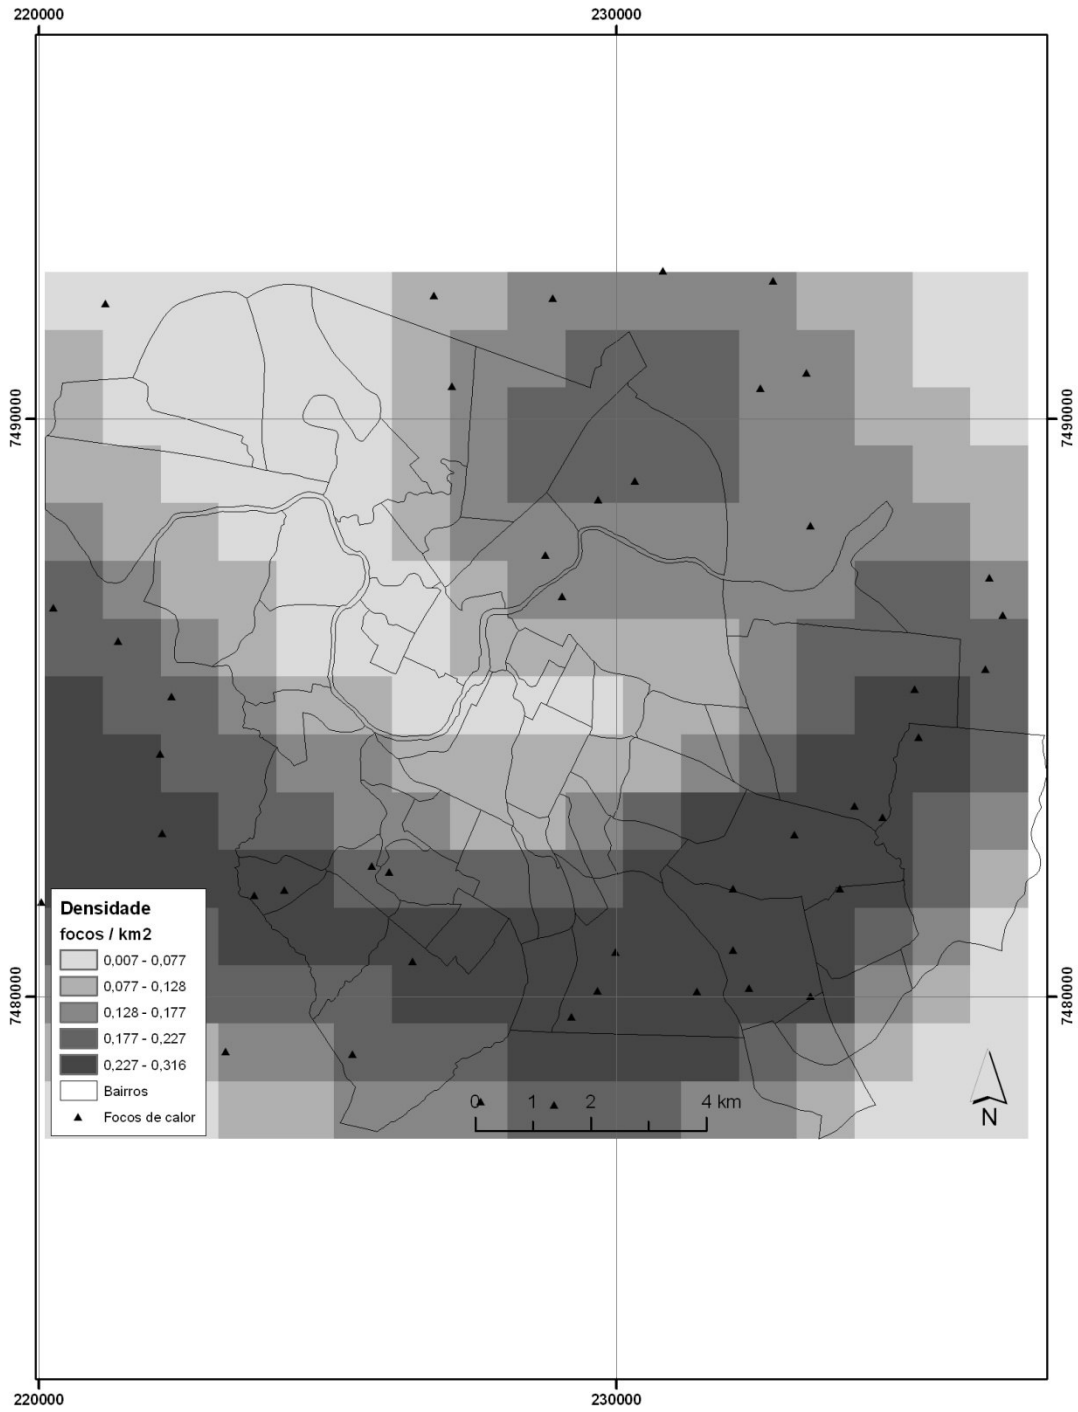 220000
230000
7490000
7490000
7480000
7480000
Densidade
focos / km2
0,007 - 0,077
0,077 - 0,128
0,128 - 0,177
0,177 - 0,227
0,227 - 0,316
Bairros
Focos de calor
0 1 2 4 km
N
220000
230000